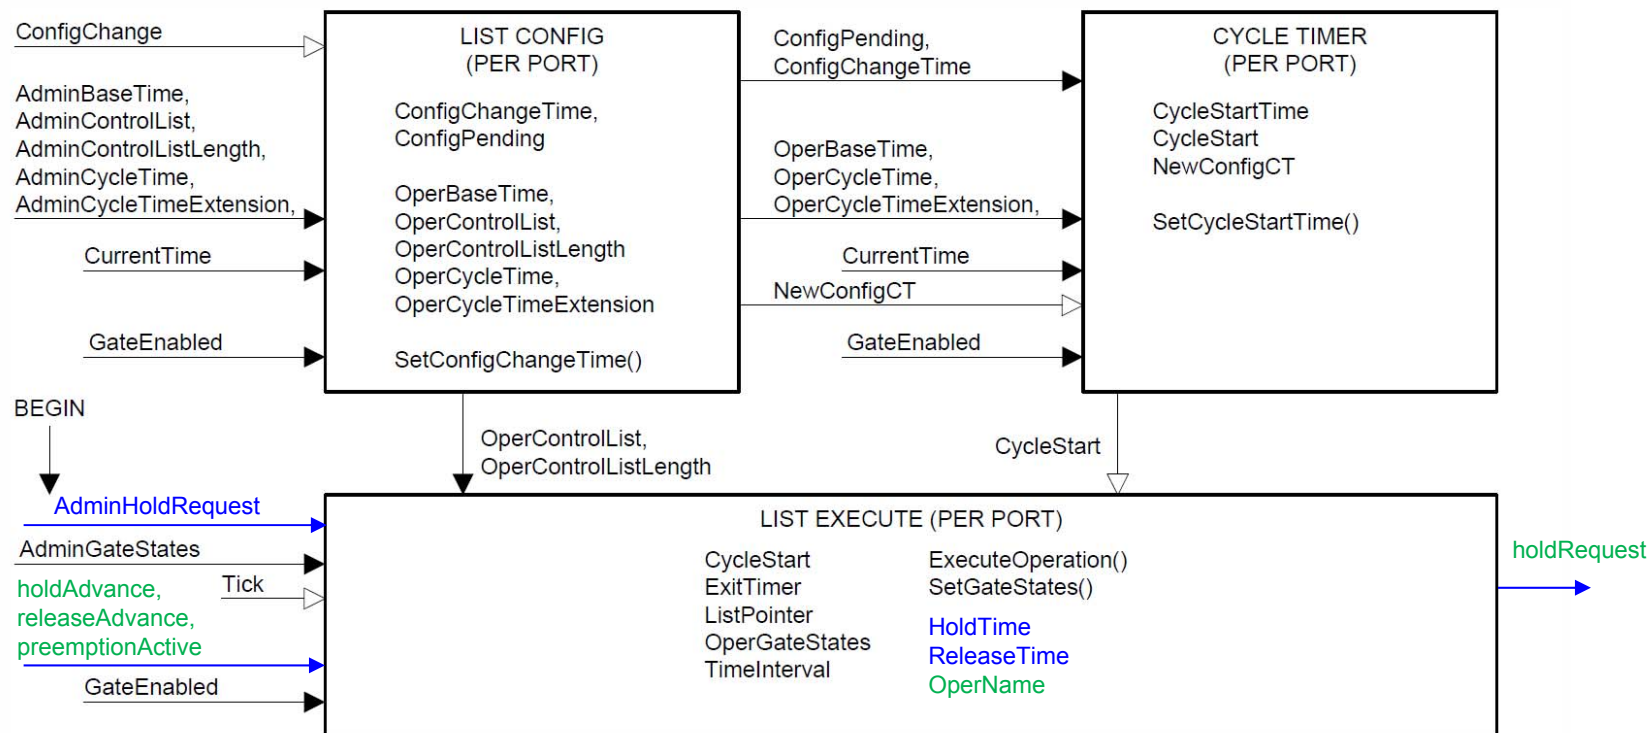 ConfigChange
AdminBaseTime,
AdminControlList,
AdminControlListLength,
AdminCycleTime,
AdminCycleTimeExtension,
CurrentTime
GateEnabled
LIST CONFIG
(PER PORT)
ConfigChangeTime,
ConfigPending
OperBaseTime,
OperControlList,
OperControlListLength
OperCycleTime,
OperCycleTimeExtension
SetConfigChangeTime()
ConfigPending,
ConfigChangeTime
OperBaseTime,
OperCycleTime,
OperCycleTimeExtension,
CurrentTime
NewConfigCT
GateEnabled
CYCLE TIMER
(PER PORT)
CycleStartTime
CycleStart
NewConfigCT
SetCycleStartTime()
BEGIN
OperControlList,
OperControlListLength
CycleStart
AdminHoldRequest
AdminGateStates
Tick
holdAdvance,
releaseAdvance,
preemptionActive
GateEnabled
LIST EXECUTE (PER PORT)
CycleStart
ExitTimer
ListPointer
OperGateStates
TimeInterval
ExecuteOperation()
SetGateStates()
HoldTime
ReleaseTime
OperName
holdRequest